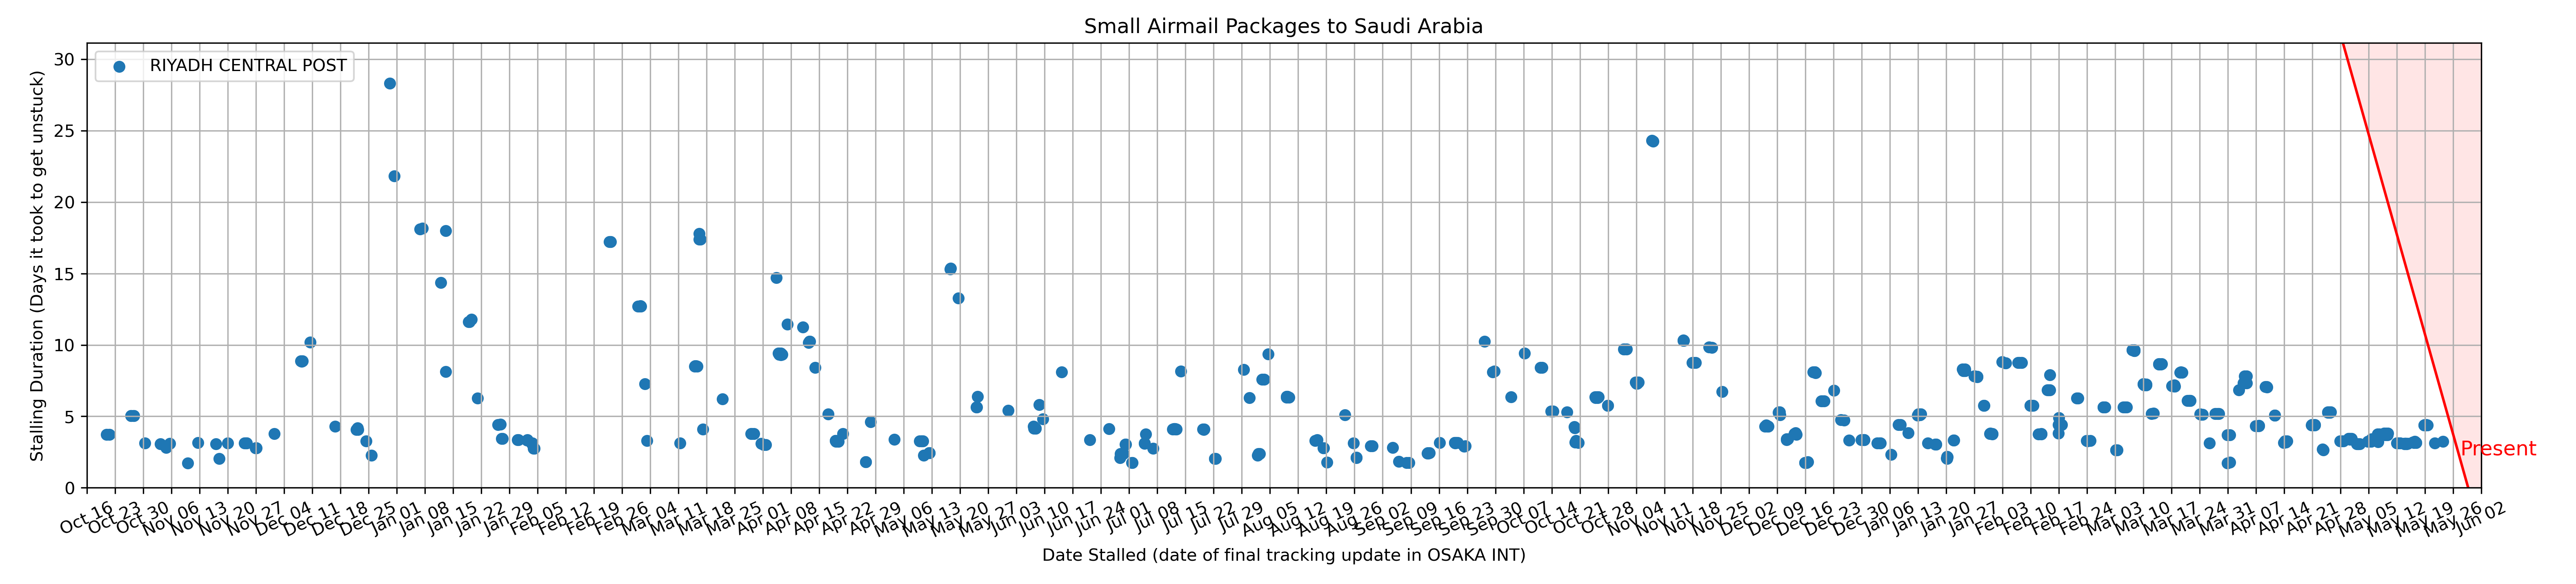 Small Airmail Packages to Saudi Arabia
RIYADH CENTRAL POST
Stalling Duration (Days it took to get unstuck)
30
25
20
15
10
5
0
Present
Oct 16 Oct 23 Oct 30 Nov 06 Nov 13 Nov 20 Nov 27 Dec 04 Dec 11 Dec 18 Dec 25 Jan 01 Jan 08 Jan 15 Jan 22 Jan 29 Feb 05 Feb 12 Feb 19 Feb 26 Mar 04 Mar 11 Mar 18 Mar 25 Apr 01 Apr 08 Apr 15 Apr 22 Apr 29 May 06 May 13 May 20 May 27 Jun 03 Jun 10 Jun 17 Jun 24 Jul 01 Jul 08 Jul 15 Jul 22 Jul 29 Aug 05 Aug 12 Aug 19 Aug 26 Sep 02 Sep 09 Sep 16 Sep 23 Sep 30 Oct 07 Oct 14 Oct 21 Oct 28 Nov 04 Nov 11 Nov 18 Nov 25 Dec 02 Dec 09 Dec 16 Dec 23 Dec 30 Jan 06 Jan 13 Jan 20 Jan 27 Feb 03 Feb 10 Feb 17 Feb 24 Mar 03 Mar 10 Mar 17 Mar 24 Mar 31 Apr 07 Apr 14 Apr 21 Apr 28 May 05 May 12 May 19 May 26 Jun 02
Date Stalled (date of final tracking update in OSAKA INT)